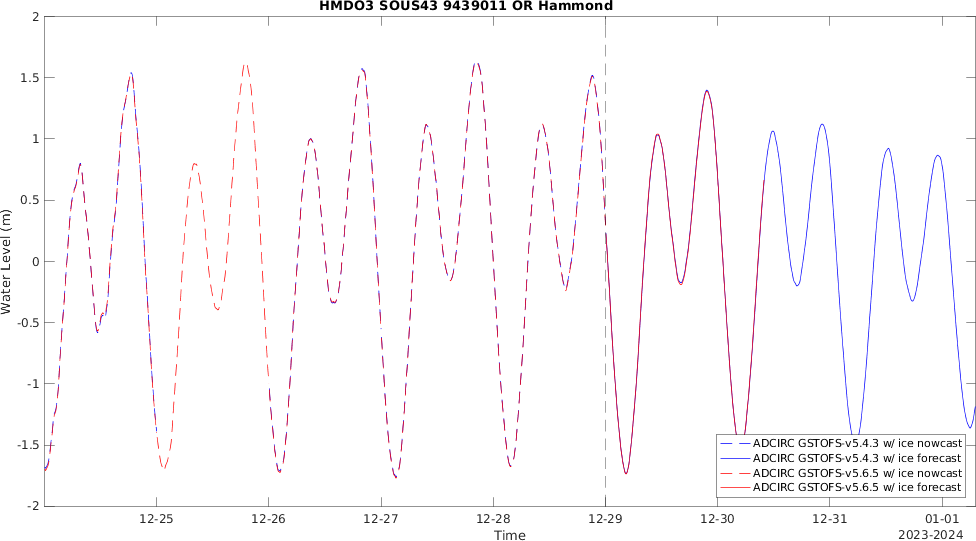 HMDO3 SOUS43 9439011 OR Hammond
2
1.5
1
0.5
0
-0.5
-1
-1.5
-2
Water Level (m)
12-25
12-26
12-27
12-28
12-29
12-30
12-31
01-01
Time
2023-2024
ADCIRC GSTOFS-v5.4.3 w/ ice nowcast
ADCIRC GSTOFS-v5.4.3 w/ ice forecast
ADCIRC GSTOFS-v5.6.5 w/ ice nowcast
ADCIRC GSTOFS-v5.6.5 w/ ice forecast